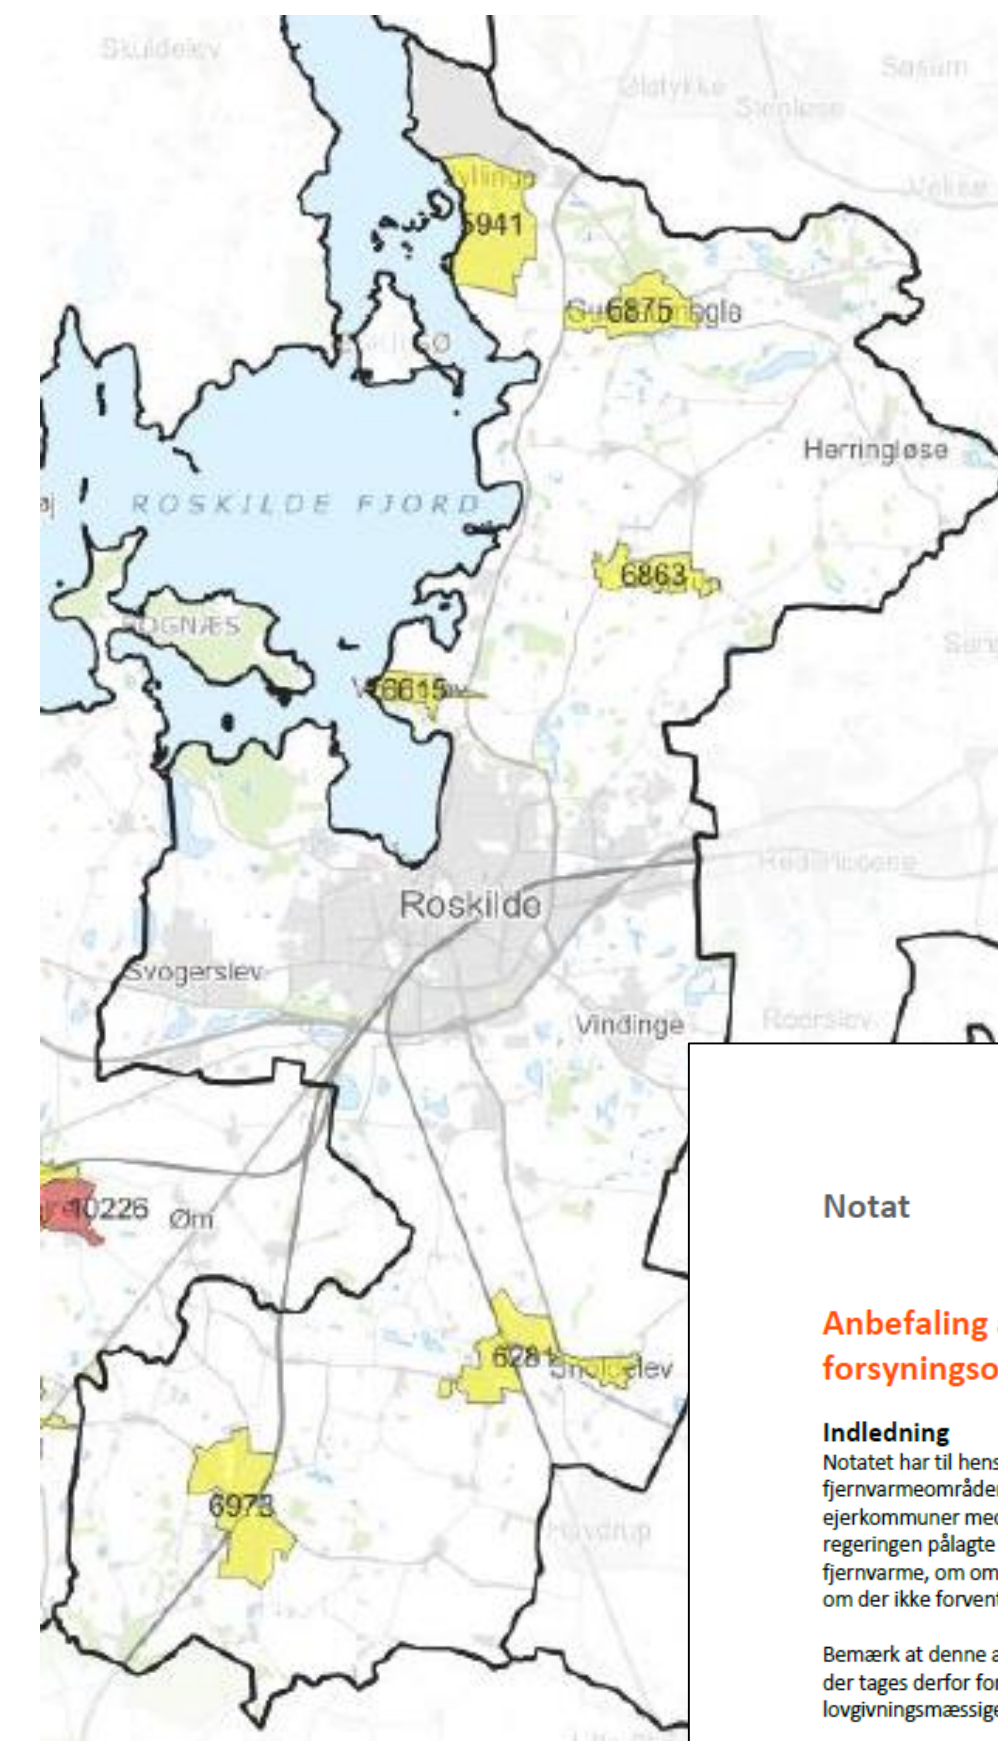 Skuldelev
Ølstykke
Søsum
Stenløse
Veksø
5941
6875
Herringløse
ROSKILDE FJORD
6863
6615
Roskilde
Svogerslev
Vindinge
10226
Øm
6281
6973
Havdrup
Notat
Anbefaling
forsyningso
Indledning
Notatet har til hens
fjernvarmeområder
ejerkommuner med
regeringen pålagte
fjernvarme, om om
om der ikke forvent
Bemærk at denne a
der tages derfor for
lovgivningsmæssige